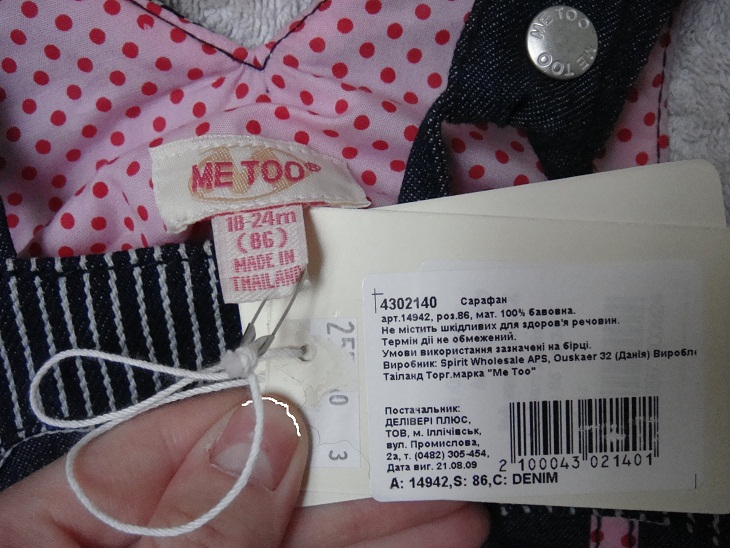 ME TOO ME TOO
ME TOO®
18-24m
(86)
MADE IN
THAILAND
4302140 Сарафан
арт.14942, роз.86, мат. 100% бавовна.
Не містить шкідливих для здоров'я речовин.
Термін дії не обмежений.
Умови використання зазначені на бірці.
Виробник: Spirit Wholesale APS, Ouskaer 32 (Данія) Виробле
Таіланд Торг.марка "Me Too"
Постачальник:
ДЕЛІВЕРІ ПЛЮС,
ТОВ, м. Іллічівськ,
вул. Промислова,
2а, т. (0482) 305-454,
Дата виг. 21.08.09
2 100043 021401
А: 14942,S: 86,C: DENIM